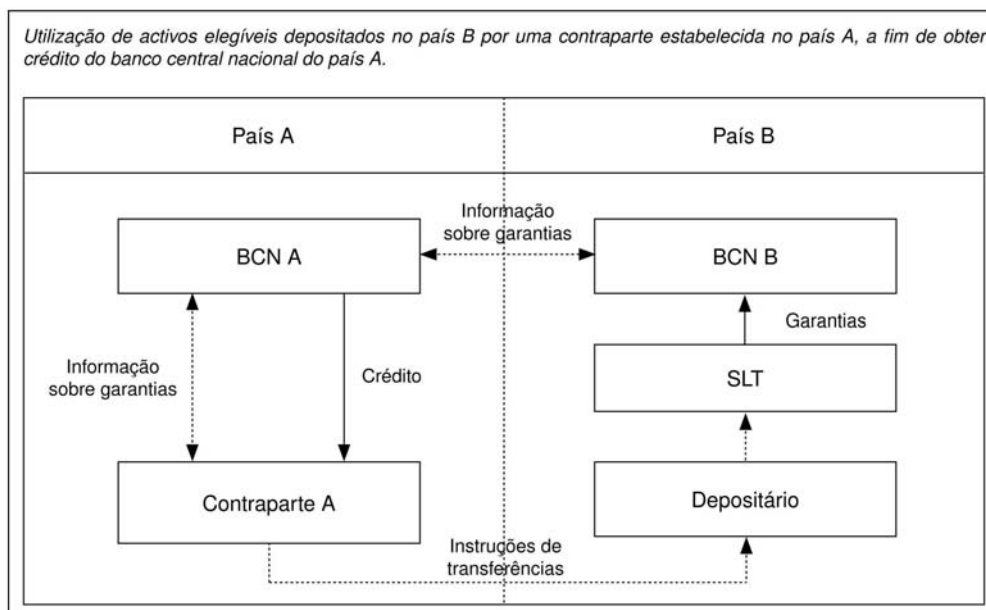 Utilização de activos elegíveis depositados no país B por uma contraparte estabelecida no país A, a fim de obter
crédito do banco central nacional do país A.
País A
País B
Informação
sobre garantias
BCN A
BCN B
Garantias
Informação
sobre garantias
Crédito
SLT
Contraparte A
Depositário
Instruções de
transferências